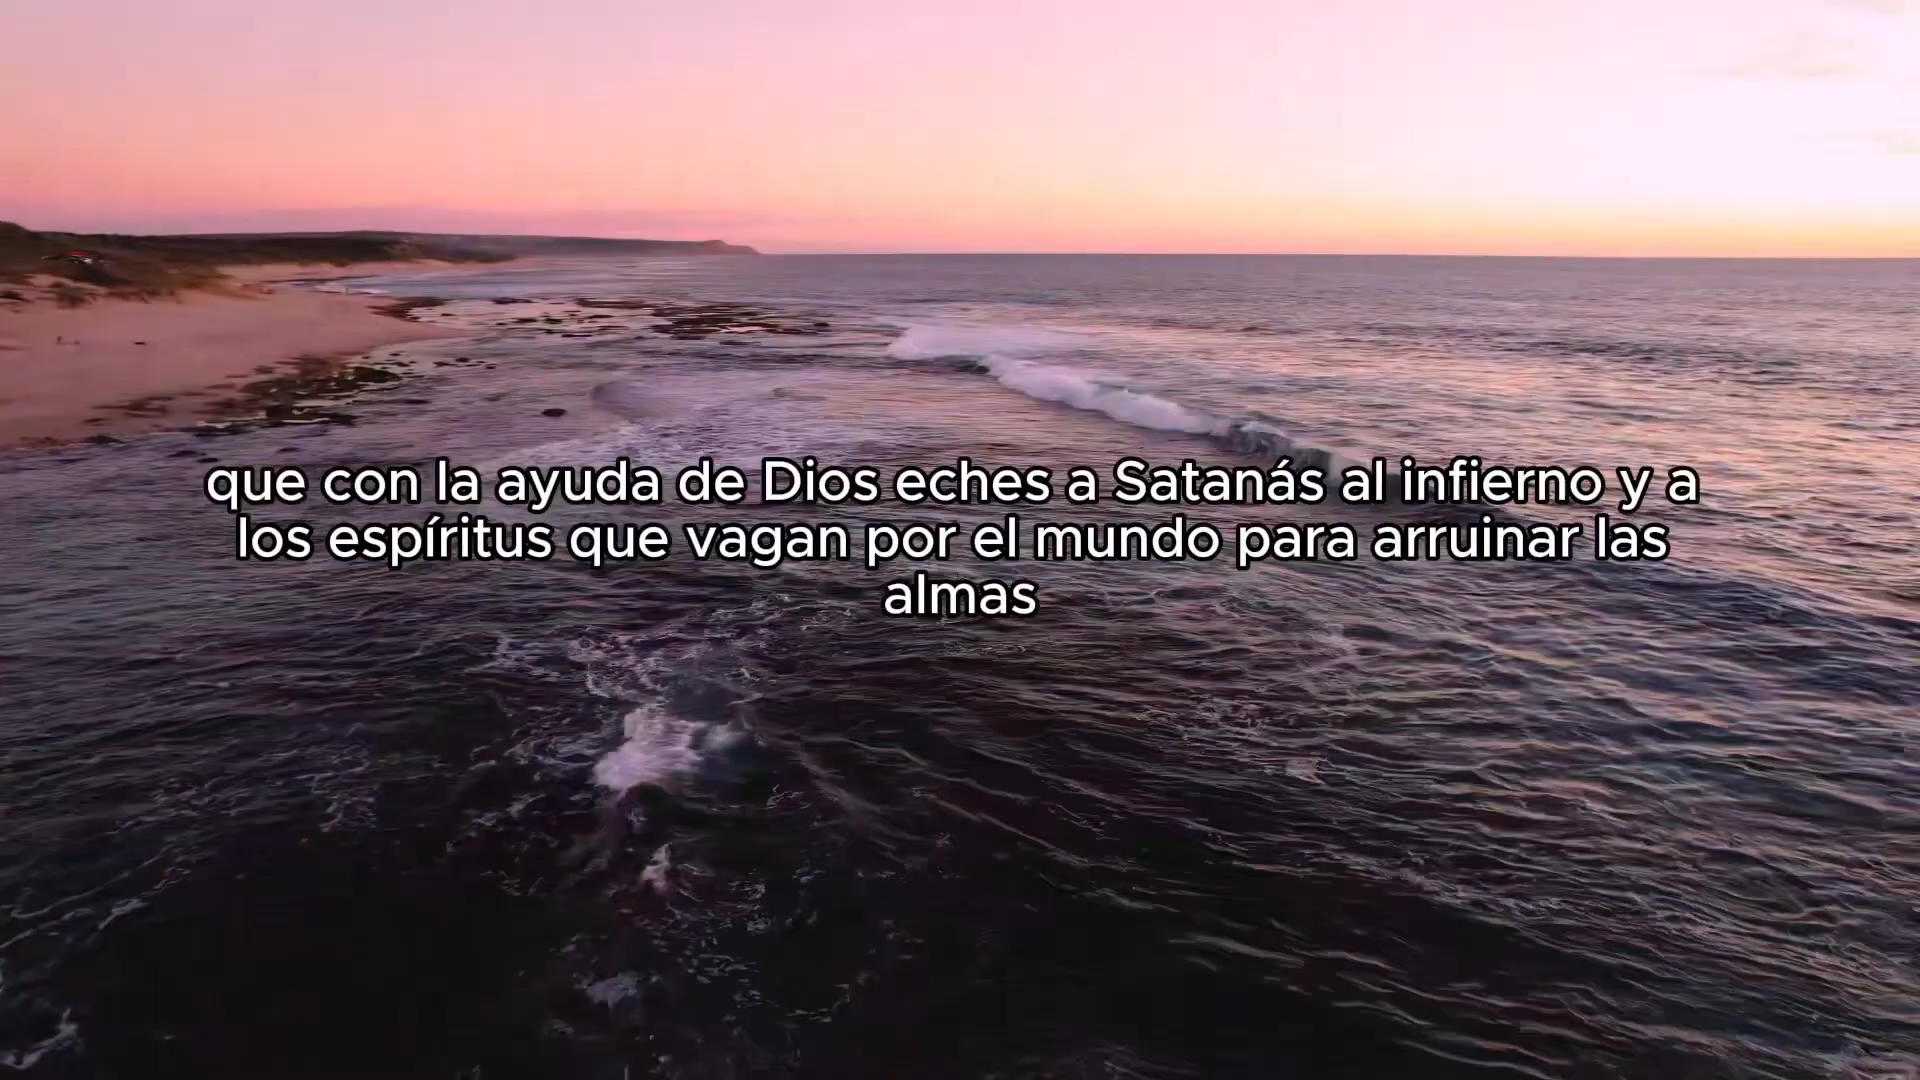 que con la ayuda de Dios eches a Satanás al infierno y a
los espíritus que vagan por el mundo para arruinar las
almas